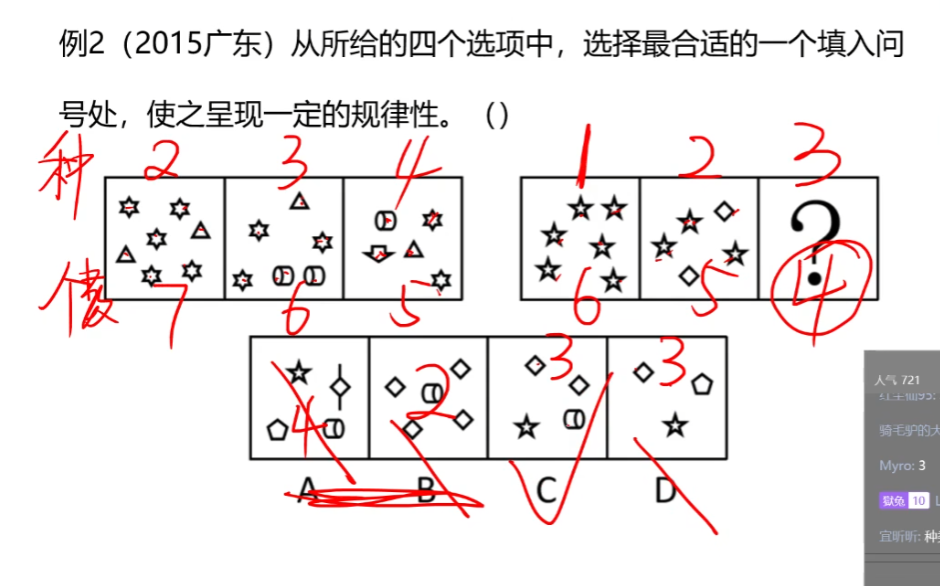 例2（2015广东）从所给的四个选项中，选择最合适的一个填入问
号处，使之呈现一定的规律性。（）
种 2 3 4 1 2 3
?
个数 7 6 5 6 5 4
4 2 3 3
A B C D
人气 721
骑毛驴的大
Myro: 3
狱兔 10
宜昕昕: 种